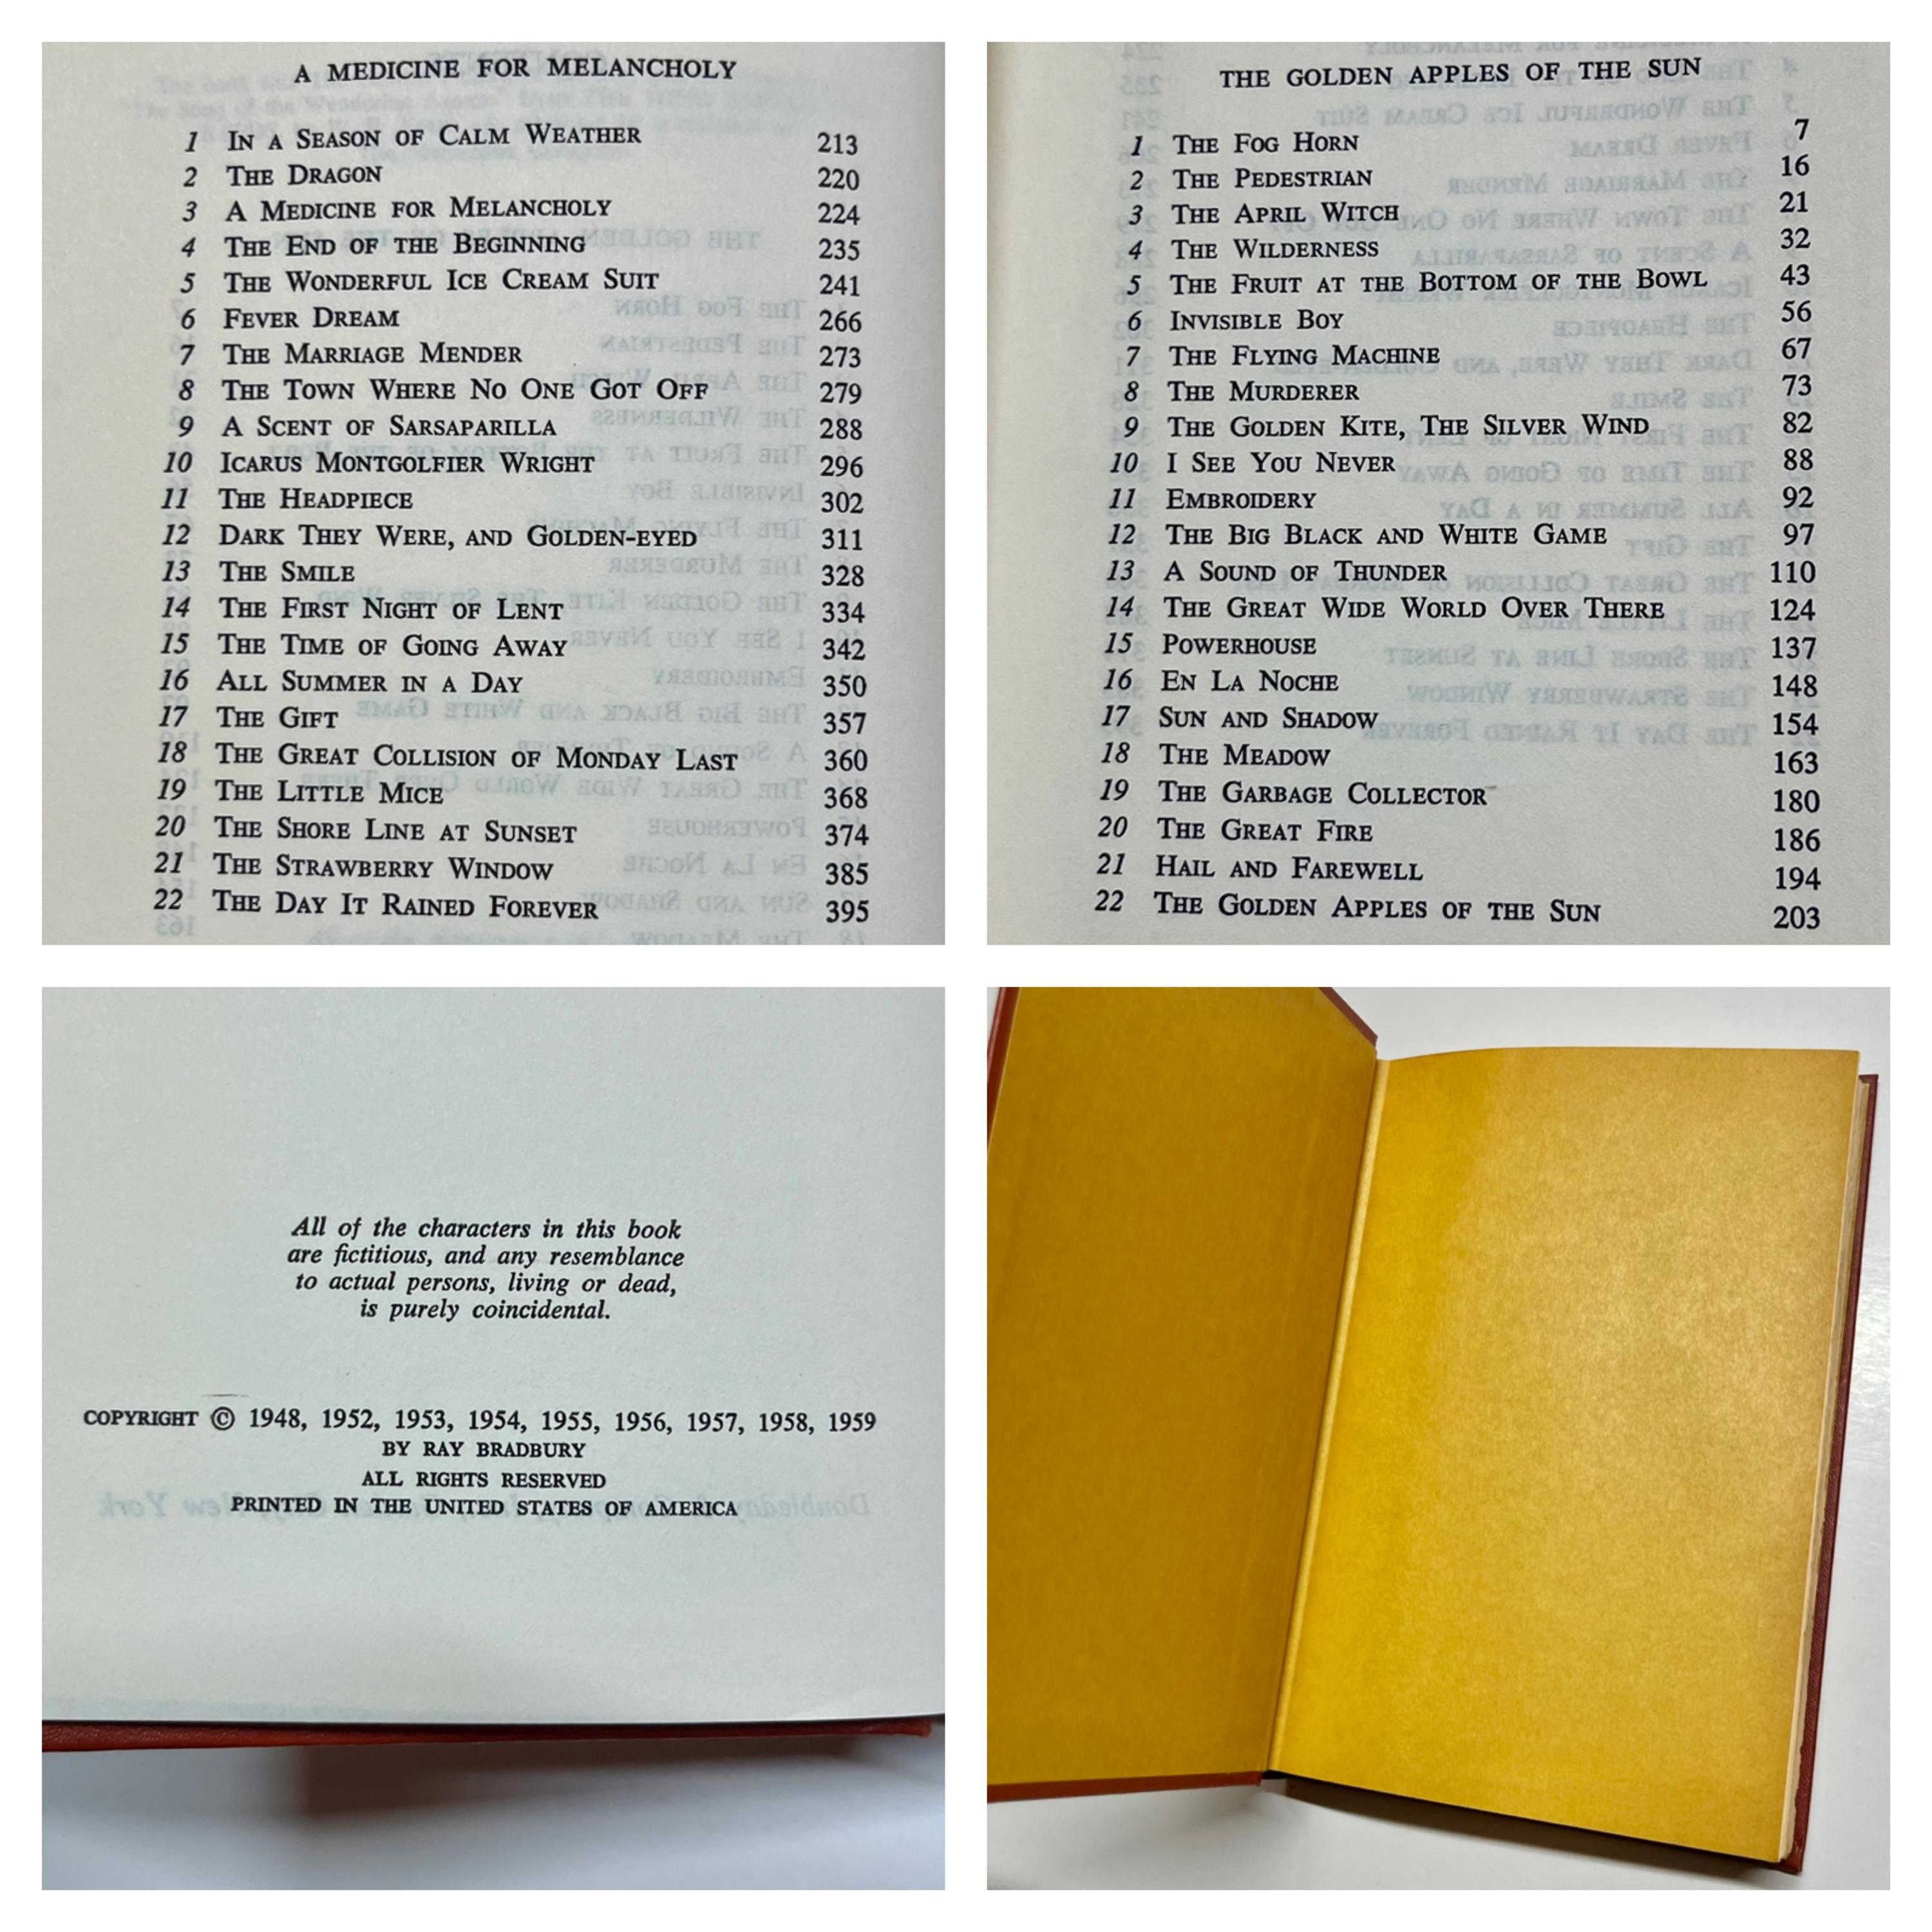 A MEDICINE FOR MELANCHOLY
1 IN A SEASON OF CALM WEATHER 213
2 THE DRAGON 220
3 A MEDICINE FOR MELANCHOLY 224
4 THE END OF THE BEGINNING 235
5 THE WONDERFUL ICE CREAM SUIT 241
6 FEVER DREAM 266
7 THE MARRIAGE MENDER 273
8 THE TOWN WHERE NO ONE GOT OFF 279
9 A SCENT OF SARSAPARILLA 288
10 ICARUS MONTGOLFIER WRIGHT 296
11 THE HEADPIECE 302
12 DARK THEY WERE, AND GOLDEN-EYED 311
13 THE SMILE 328
14 THE FIRST NIGHT OF LENT 334
15 THE TIME OF GOING AWAY 342
16 ALL SUMMER IN A DAY 350
17 THE GIFT 357
18 THE GREAT COLLISION OF MONDAY LAST 360
19 THE LITTLE MICE 368
20 THE SHORE LINE AT SUNSET 374
21 THE STRAWBERRY WINDOW 385
22 THE DAY IT RAINED FOREVER 395
THE GOLDEN APPLES OF THE SUN
1 THE FOG HORN 7
2 THE PEDESTRIAN 16
3 THE APRIL WITCH 21
4 THE WILDERNESS 32
5 THE FRUIT AT THE BOTTOM OF THE BOWL 43
6 INVISIBLE BOY 56
7 THE FLYING MACHINE 67
8 THE MURDERER 73
9 THE GOLDEN KITE, THE SILVER WIND 82
10 I SEE YOU NEVER 88
11 EMBROIDERY 92
12 THE BIG BLACK AND WHITE GAME 97
13 A SOUND OF THUNDER 110
14 THE GREAT WIDE WORLD OVER THERE 124
15 POWERHOUSE 137
16 EN LA NOCHE 148
17 SUN AND SHADOW 154
18 THE MEADOW 163
19 THE GARBAGE COLLECTOR 180
20 THE GREAT FIRE 186
21 HAIL AND FAREWELL 194
22 THE GOLDEN APPLES OF THE SUN 203
All of the characters in this book
are fictitious, and any resemblance
to actual persons, living or dead,
is purely coincidental.
COPYRIGHT © 1948, 1952, 1953, 1954, 1955, 1956, 1957, 1958, 1959
BY RAY BRADBURY
ALL RIGHTS RESERVED
PRINTED IN THE UNITED STATES OF AMERICA